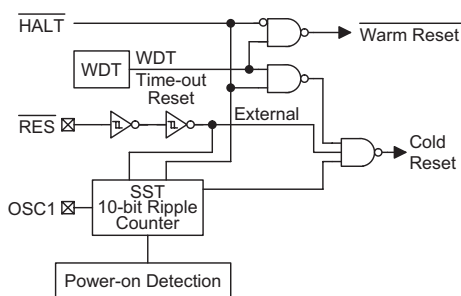 HALT
WDT
WDT
Time-out
Reset
Warm Reset
RES
External
Cold
Reset
OSC1
SST
10-bit Ripple
Counter
Power-on Detection